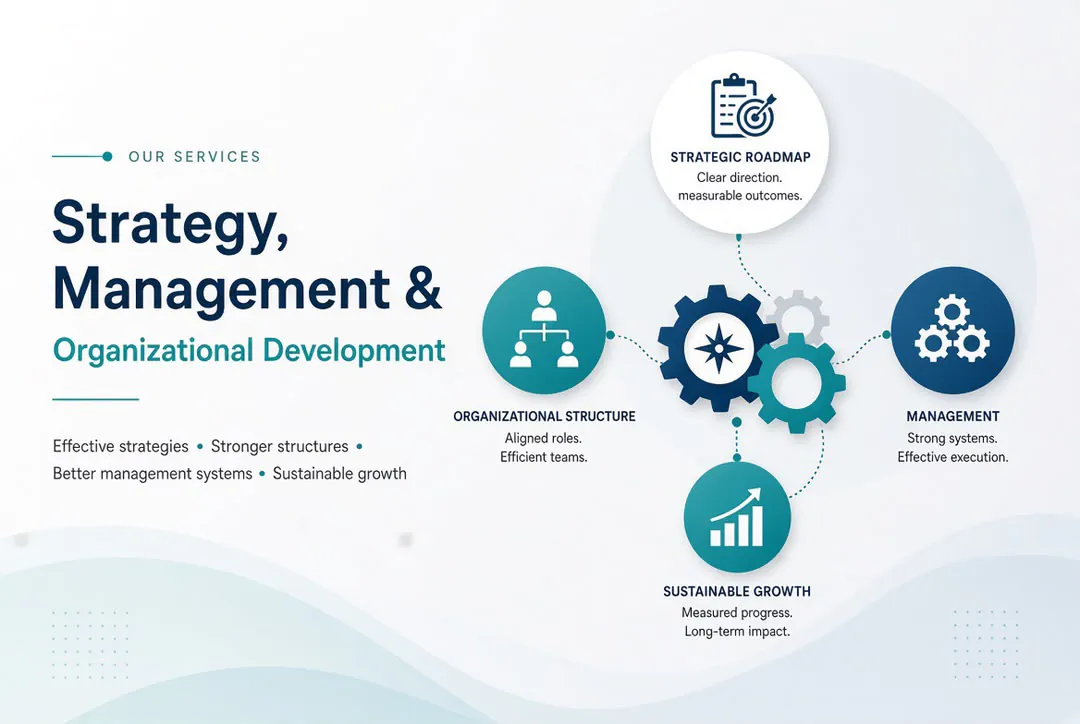 OUR SERVICES
Strategy,
Management &
Organizational Development
Effective strategies • Stronger structures •
Better management systems • Sustainable growth
STRATEGIC ROADMAP
Clear direction.
measurable outcomes.
ORGANIZATIONAL STRUCTURE
Aligned roles.
Efficient teams.
MANAGEMENT
Strong systems.
Effective execution.
SUSTAINABLE GROWTH
Measured progress.
Long-term impact.